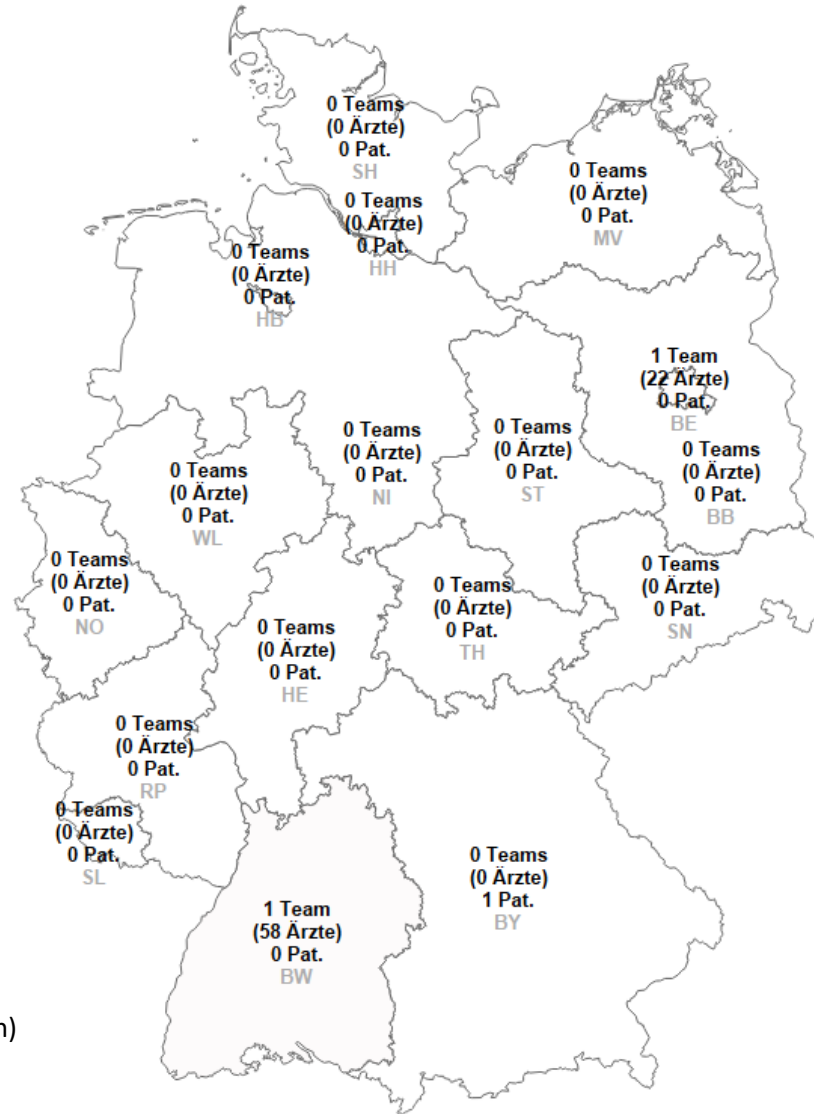 0 Teams
(0 Ärzte)
0 Pat.
SH
0 Teams
(0 Ärzte)
0 Pat.
MV
0 Teams
(0 Ärzte)
0 Pat.
HH
0 Teams
(0 Ärzte)
0 Pat.
HB
1 Team
(22 Ärzte)
0 Pat.
BE
0 Teams
(0 Ärzte)
0 Pat.
NI
0 Teams
(0 Ärzte)
0 Pat.
ST
0 Teams
(0 Ärzte)
0 Pat.
BB
0 Teams
(0 Ärzte)
0 Pat.
WL
0 Teams
(0 Ärzte)
0 Pat.
NO
0 Teams
(0 Ärzte)
0 Pat.
SN
0 Teams
(0 Ärzte)
0 Pat.
TH
0 Teams
(0 Ärzte)
0 Pat.
HE
0 Teams
(0 Ärzte)
0 Pat.
RP
0 Teams
(0 Ärzte)
0 Pat.
SL
0 Teams
(0 Ärzte)
1 Pat.
BY
1 Team
(58 Ärzte)
0 Pat.
BW
n)